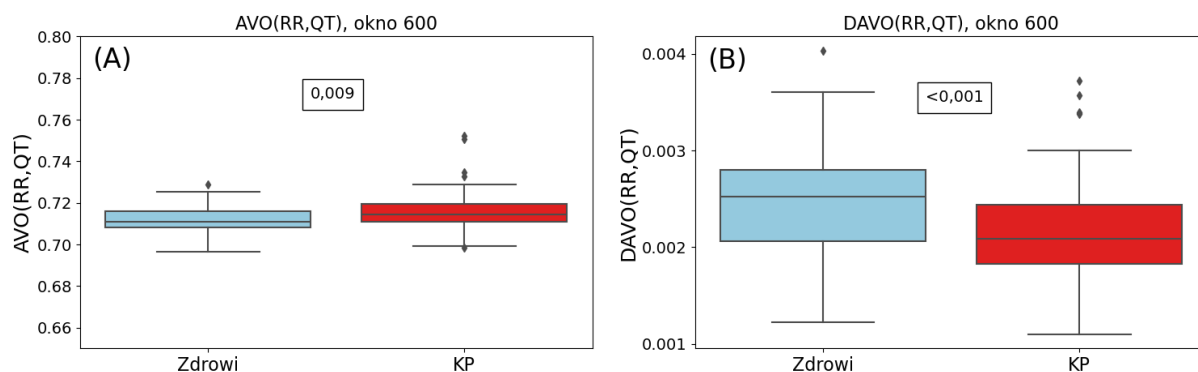 AVO(RR,QT), okno 600
(A)
0,009
AVO(RR,QT)
0.80
0.78
0.76
0.74
0.72
0.70
0.68
0.66
Zdrowi
KP
DAVO(RR,QT), okno 600
(B)
<0,001
DAVO(RR,QT)
0.004
0.003
0.002
0.001
Zdrowi
KP